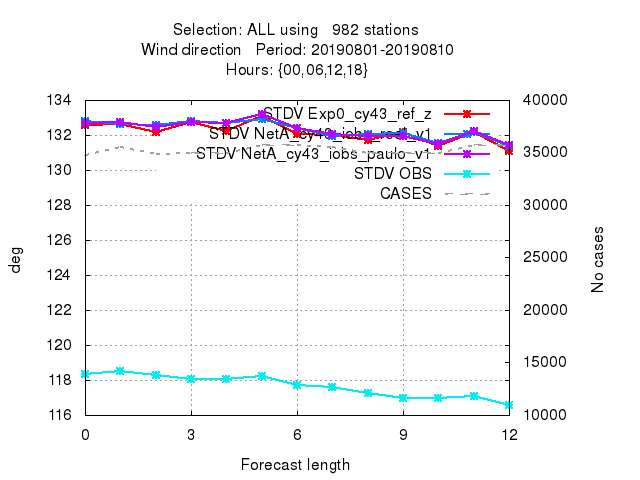 Selection: ALL using   982 stations
Wind direction   Period: 20190801-20190810
Hours: {00,06,12,18}
134 40000
STDV Exp0_cy43_ref_z
132 35000
STDV NetA_cy43_iobs_redo_v1
STDV NetA_cy43_iobs_paulo_v1
130 30000
STDV OBS
CASES
128 25000
126 20000
124 15000
122 10000
120
118
116
deg
No cases
0 3 6 9 12
Forecast length